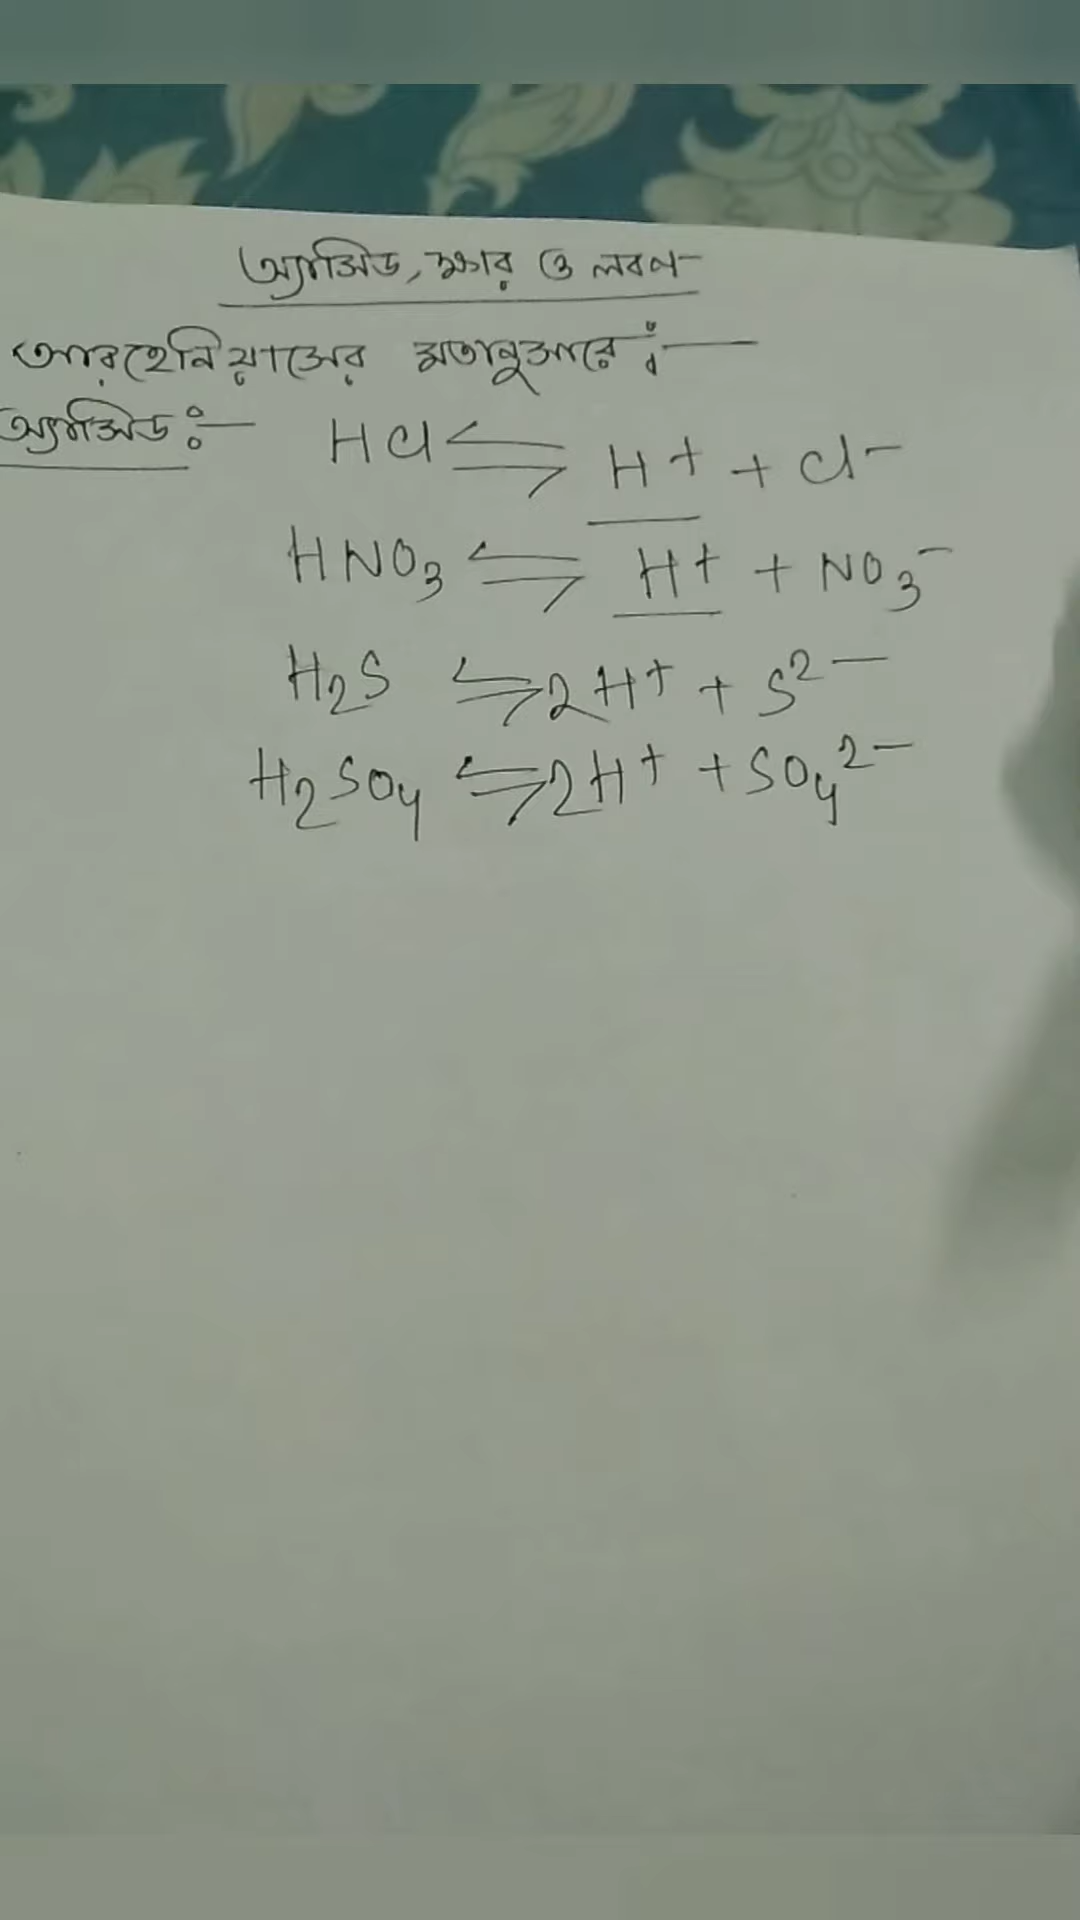 অ্যাসিড, ক্ষার ও লবণ
আরহেনিয়াসের মতানুসারে :—
অ্যাসিড :— HCl ⇌ H+ + Cl-
HNO3 ⇌ H+ + NO3-
H2S ⇌ 2H+ + S2-
H2SO4 ⇌ 2H+ + SO42-